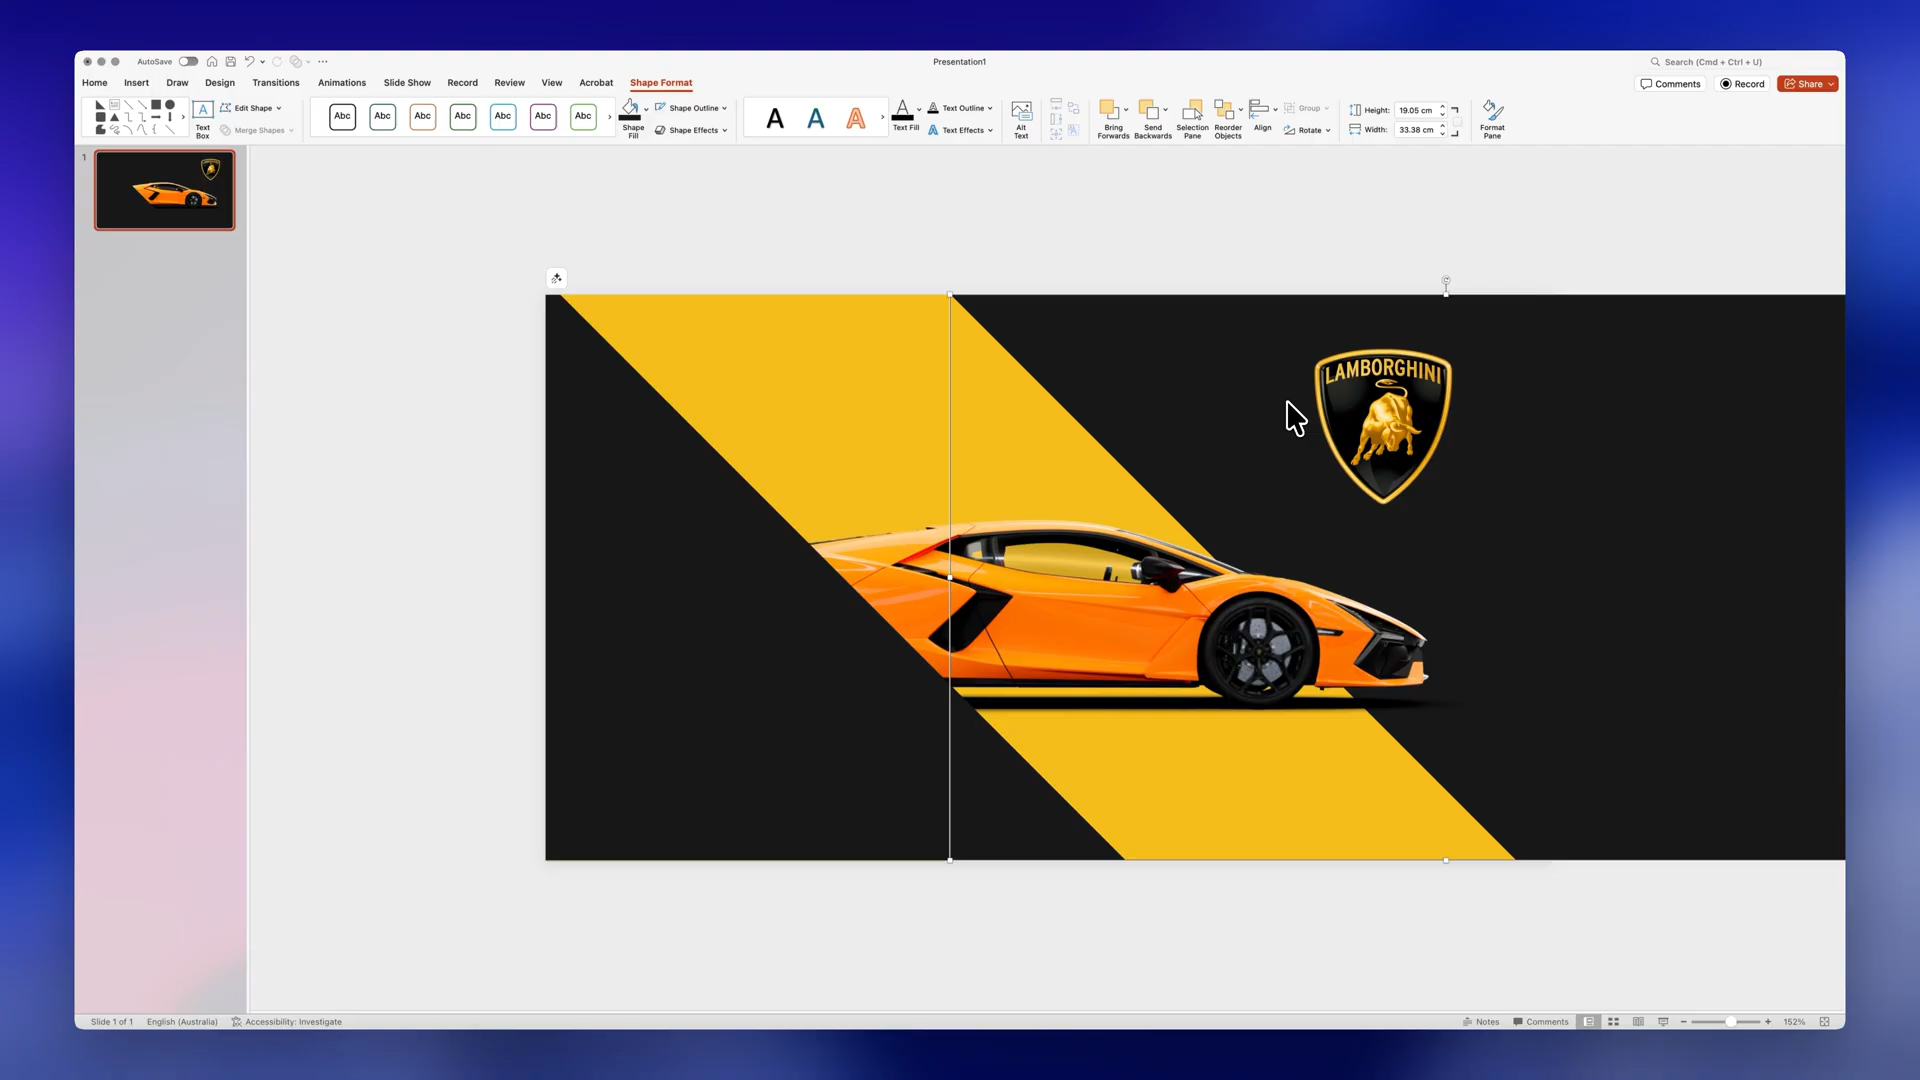 AutoSave
Presentation1
Search (Cmd + Ctrl + U)
Home Insert Draw Design Transitions Animations Slide Show Record Review View Acrobat Shape Format
Comments Record Share
Edit Shape
Merge Shapes
Text Box
Abc Abc Abc Abc Abc Abc Abc
Shape Fill
Shape Outline
Shape Effects
A A A
Text Fill
Text Outline
Text Effects
Alt Text
Bring Forwards
Send Backwards
Selection Pane
Reorder Objects
Align
Group
Rotate
Height: 19.05 cm
Width: 33.38 cm
Format Pane
1
LAMBORGHINI
Slide 1 of 1 English (Australia) Accessibility: Investigate
Notes Comments 152%